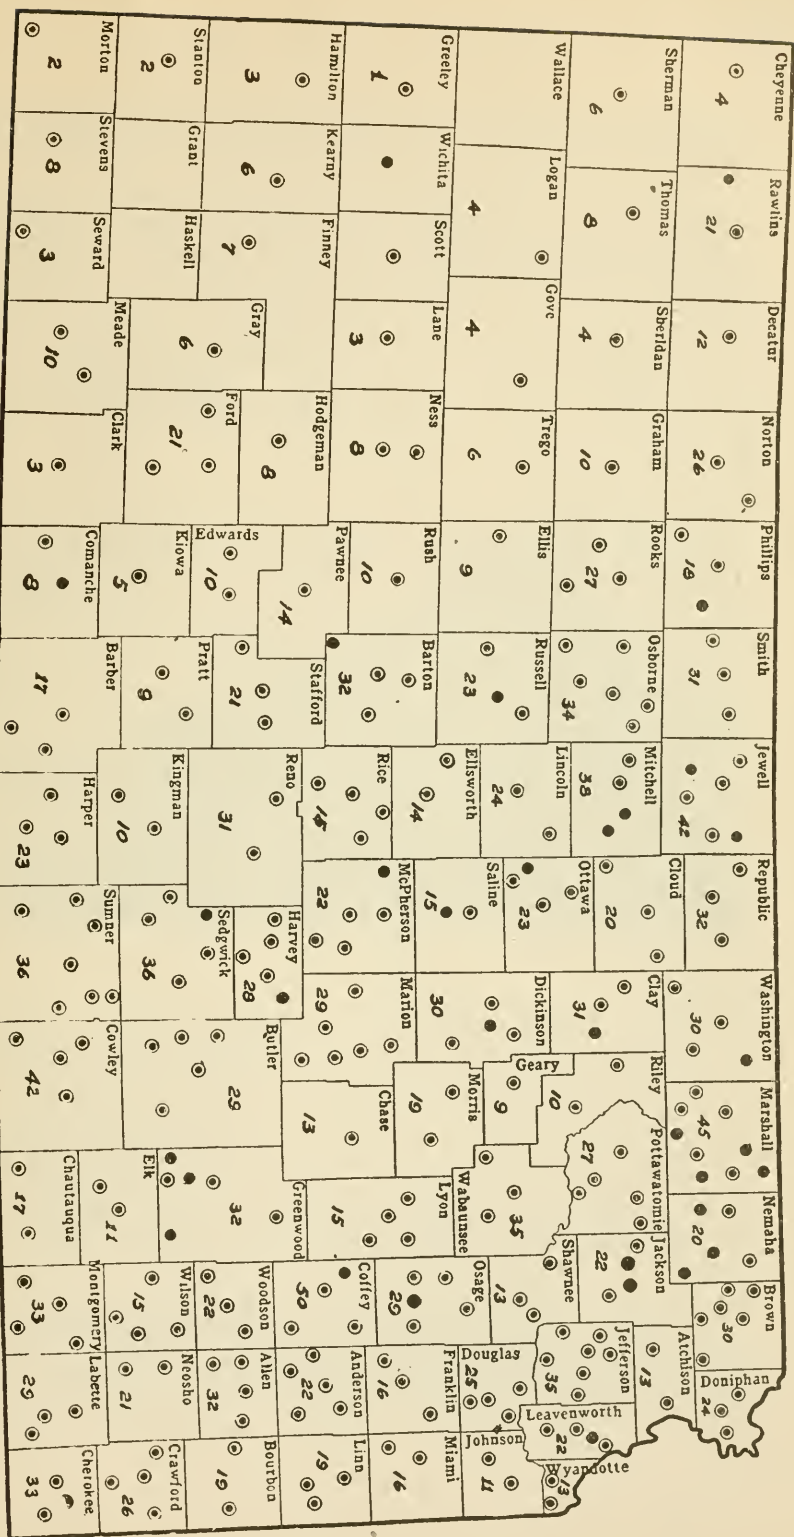 Cheyenne
4
Rawlins
21
Decatur
12
Norton
26
Phillips
18
Smith
31
Jewell
42
Republic
32
Washington
30
Marshall
45
Nemaha
20
Brown
30
Doniphan
24
Sherman
6
Thomas
8
Sheridan
4
Graham
10
Rooks
27
Osborne
34
Mitchell
38
Cloud
20
Clay
31
Riley
10
Pottawatomie
27
Jackson
22
Atchison
13
Jefferson
35
Leavenworth
22
Wyandotte
13
Wallace
Logan
4
Gove
4
Trego
6
Ellis
9
Russell
23
Lincoln
24
Ottawa
23
Saline
15
Dickinson
30
Geary
9
Wabaunsee
35
Shawnee
13
Douglas
25
Johnson
11
Greeley
1
Wichita
Scott
Lane
3
Ness
8
Rush
10
Barton
32
Ellsworth
14
Rice
McPherson
22
Marion
29
Morris
19
Chase
13
Lyon
15
Osage
29
Franklin
16
Miami
16
Hamilton
3
Kearny
6
Finney
7
Hodgeman
8
Pawnee
14
Stafford
21
Reno
31
Harvey
28
Coffey
50
Anderson
22
Linn
19
Stanton
2
Grant
Haskell
Gray
6
Ford
21
Edwards
10
Kiowa
5
Pratt
9
Kingman
10
Sedgwick
36
Butler
29
Greenwood
32
Woodson
22
Allen
32
Bourbon
19
Morton
2
Stevens
8
Seward
3
Meade
10
Clark
3
Comanche
8
Barber
17
Harper
23
Sumner
36
Cowley
42
Elk
11
Chautauqua
17
Wilson
15
Montgomery
33
Neosho
21
Labette
29
Crawford
26
Cherokee
33